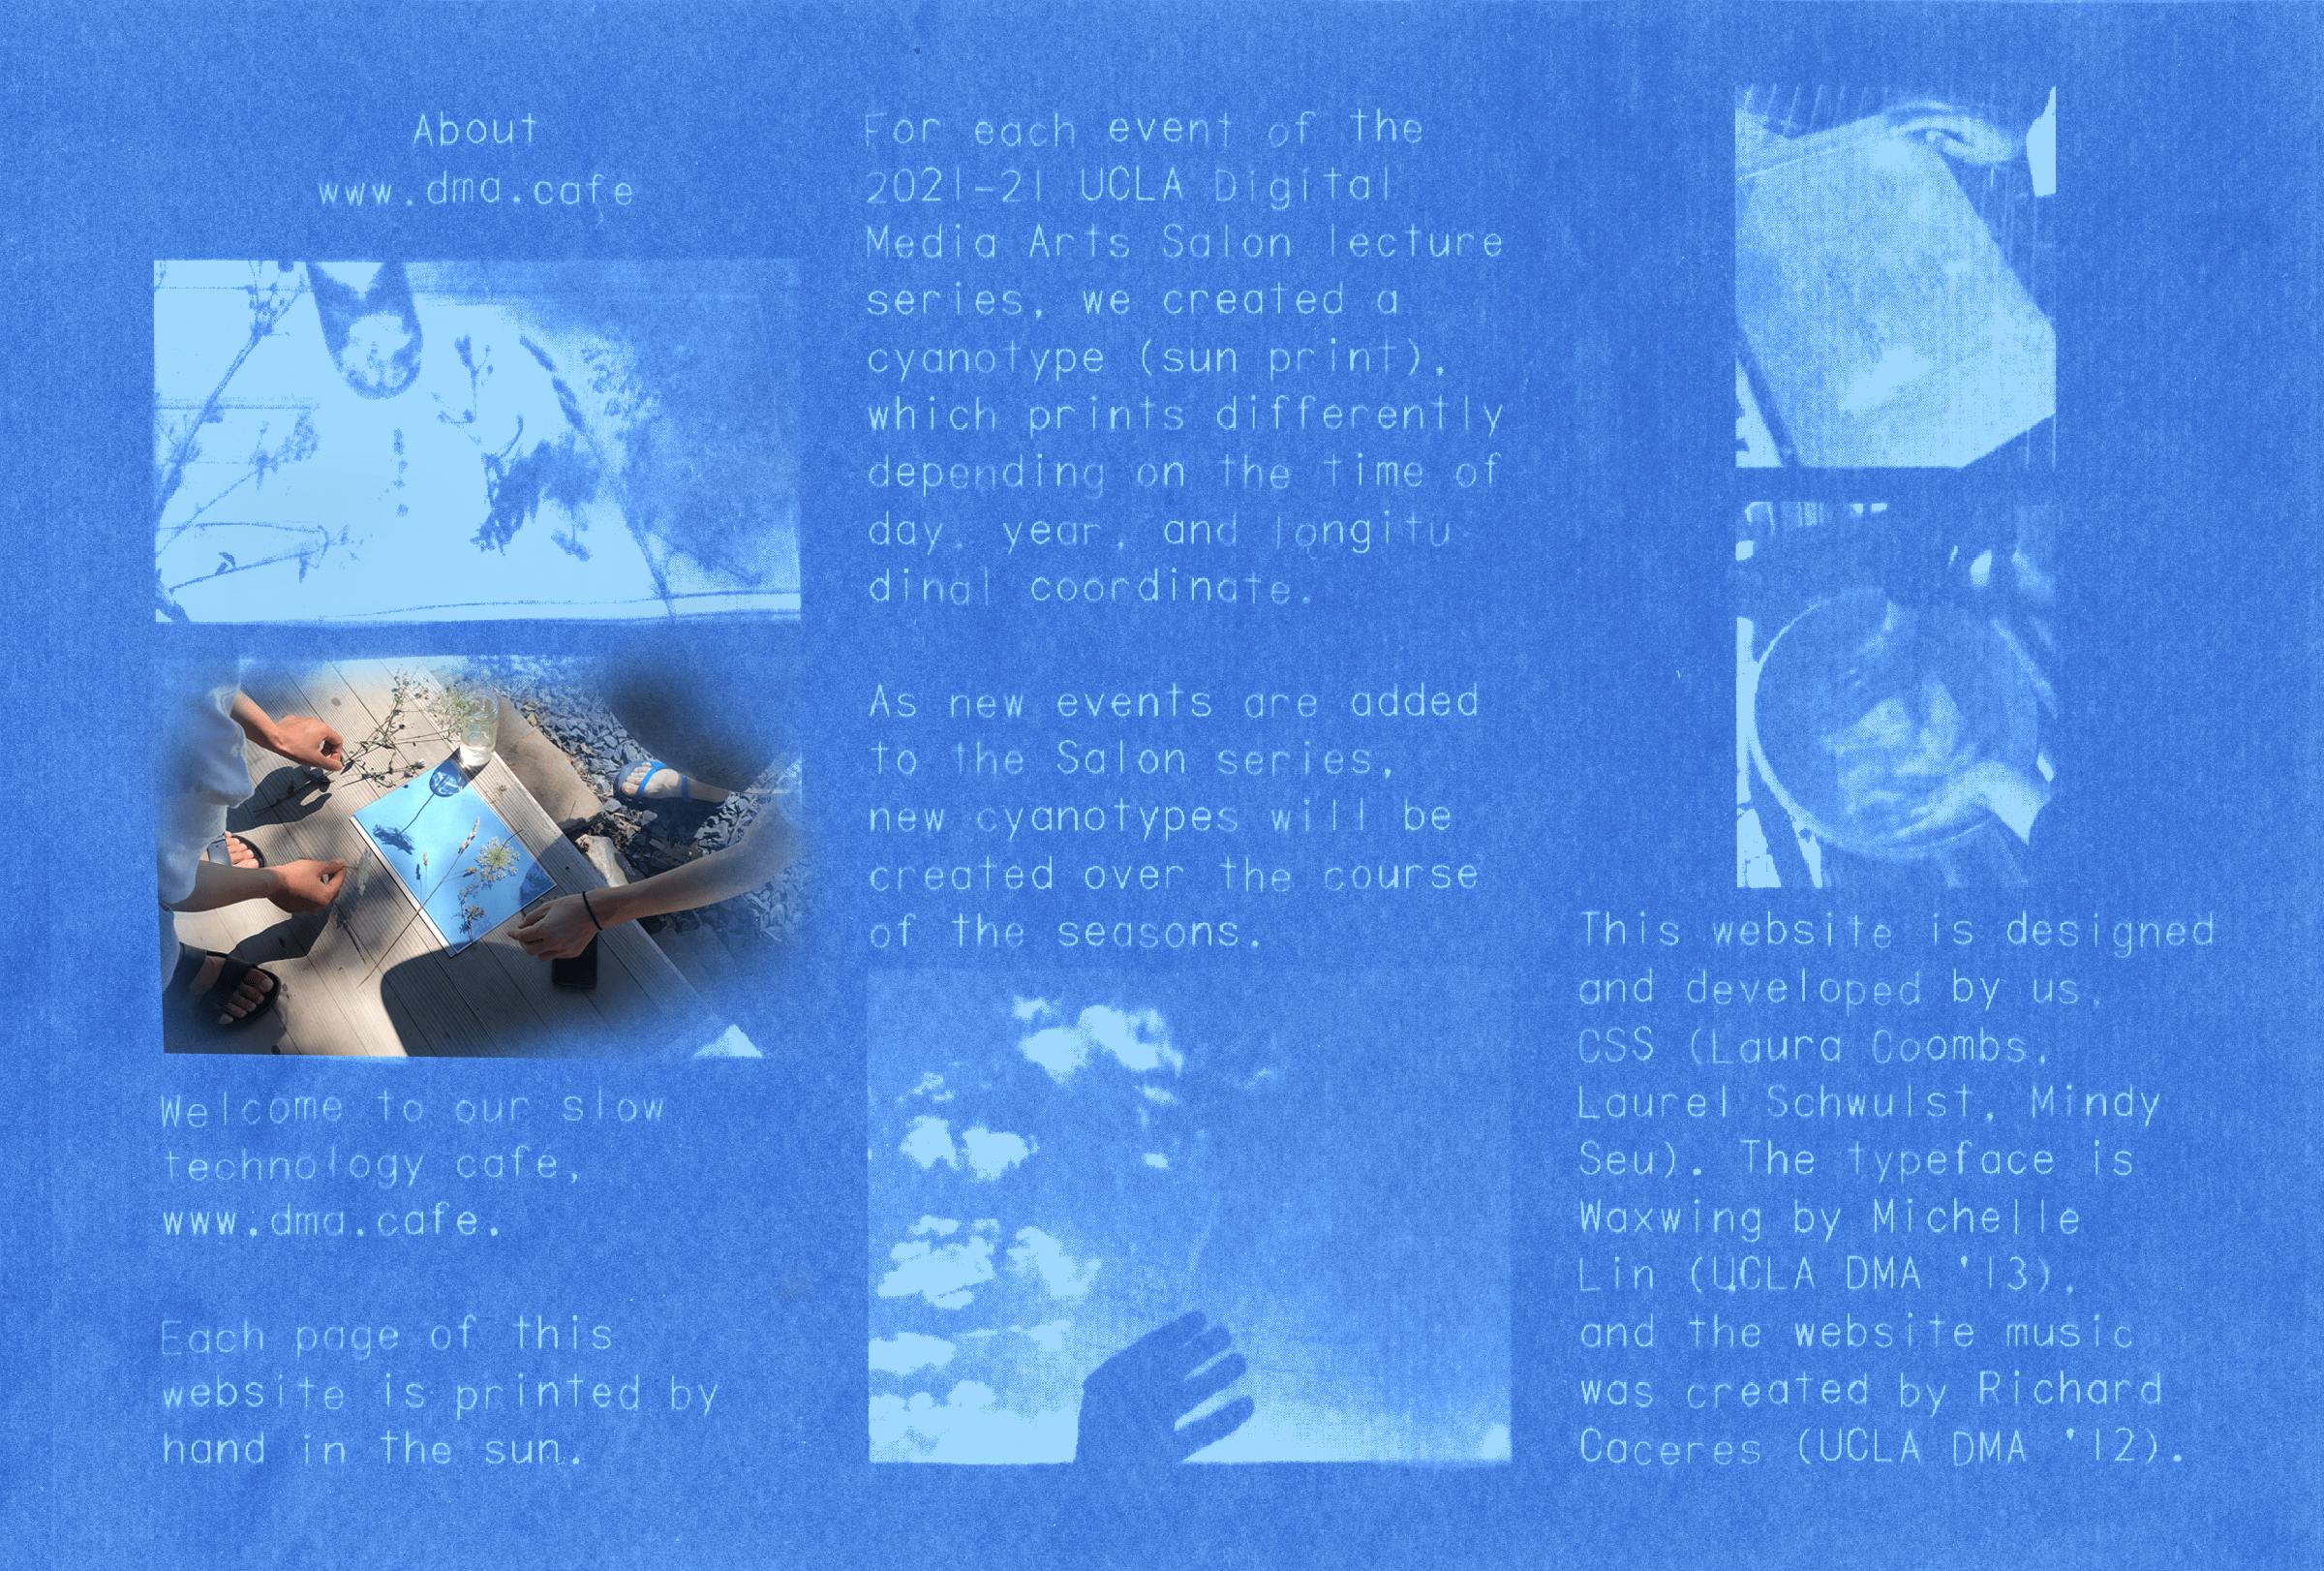 About
www.dma.cafe
Welcome to our slow
technology cafe,
www.dma.cafe.
Each page of this
website is printed by
hand in the sun.
For each event of the
2021-21 UCLA Digital
Media Arts Salon lecture
series, we created a
cyanotype (sun print),
which prints differently
depending on the time of
day, year, and longitu-
dinal coordinate.
As new events are added
to the Salon series,
new cyanotypes will be
created over the course
of the seasons.
This website is designed
and developed by us,
CSS (Laura Coombs,
Laurel Schwulst, Mindy
Seu). The typeface is
Waxwing by Michelle
Lin (UCLA DMA '13),
and the website music
was created by Richard
Caceres (UCLA DMA '12).